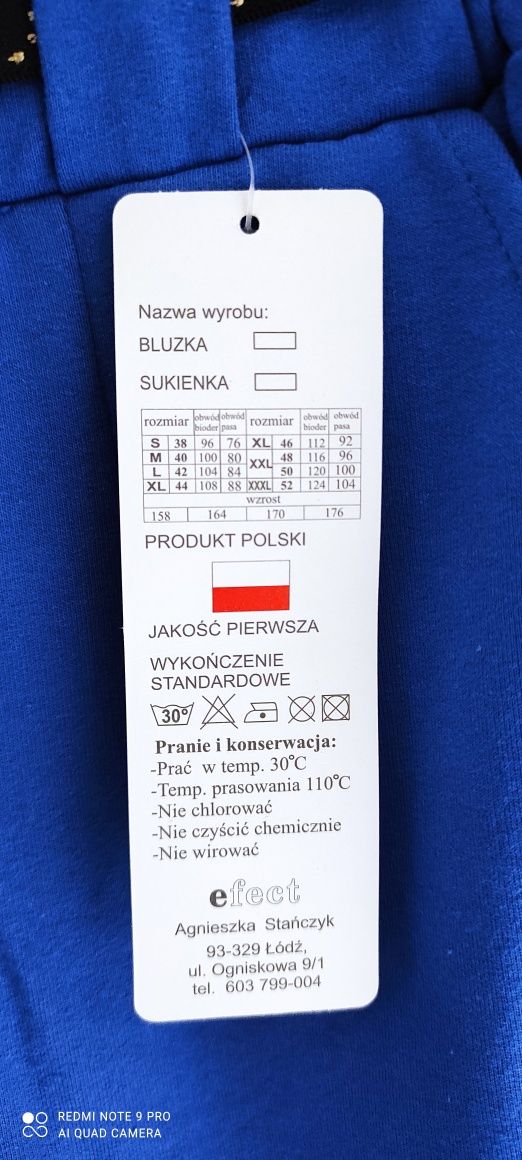 Nazwa wyrobu:
BLUZKA
SUKIENKA
rozmiar obwód bioder obwód pasa rozmiar obwód bioder obwód pasa
S 38 96 76 XL 46 112 92
M 40 100 80 XXL 48 116 96
L 42 104 84 50 120 100
XL 44 108 88 XXXL 52 124 104
wzrost
158 164 170 176
PRODUKT POLSKI
JAKOŚĆ PIERWSZA
WYKOŃCZENIE
STANDARDOWE
30°
Pranie i konserwacja:
-Prać w temp. 30°C
-Temp. prasowania 110°C
-Nie chlorować
-Nie czyścić chemicznie
-Nie wirować
efect
Agnieszka Stańczyk
93-329 Łódź,
ul. Ogniskowa 9/1
tel. 603 799-004
REDMI NOTE 9 PRO
AI QUAD CAMERA